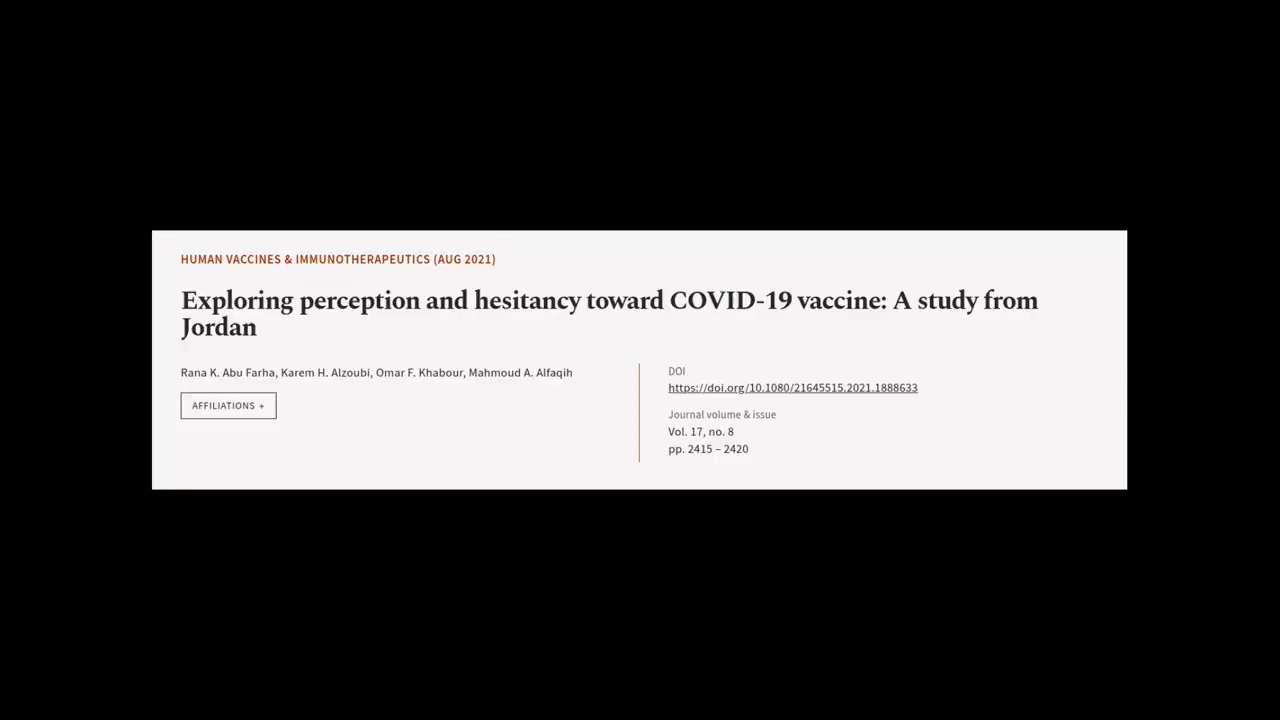 HUMAN VACCINES & IMMUNOTHERAPEUTICS (AUG 2021)
Exploring perception and hesitancy toward COVID-19 vaccine: A study from
Jordan
Rana K. Abu Farha, Karem H. Alzoubi, Omar F. Khabour, Mahmoud A. Alfaqih
AFFILIATIONS +
DOI
https://doi.org/10.1080/21645515.2021.1888633
Journal volume & issue
Vol. 17, no. 8
pp. 2415 – 2420